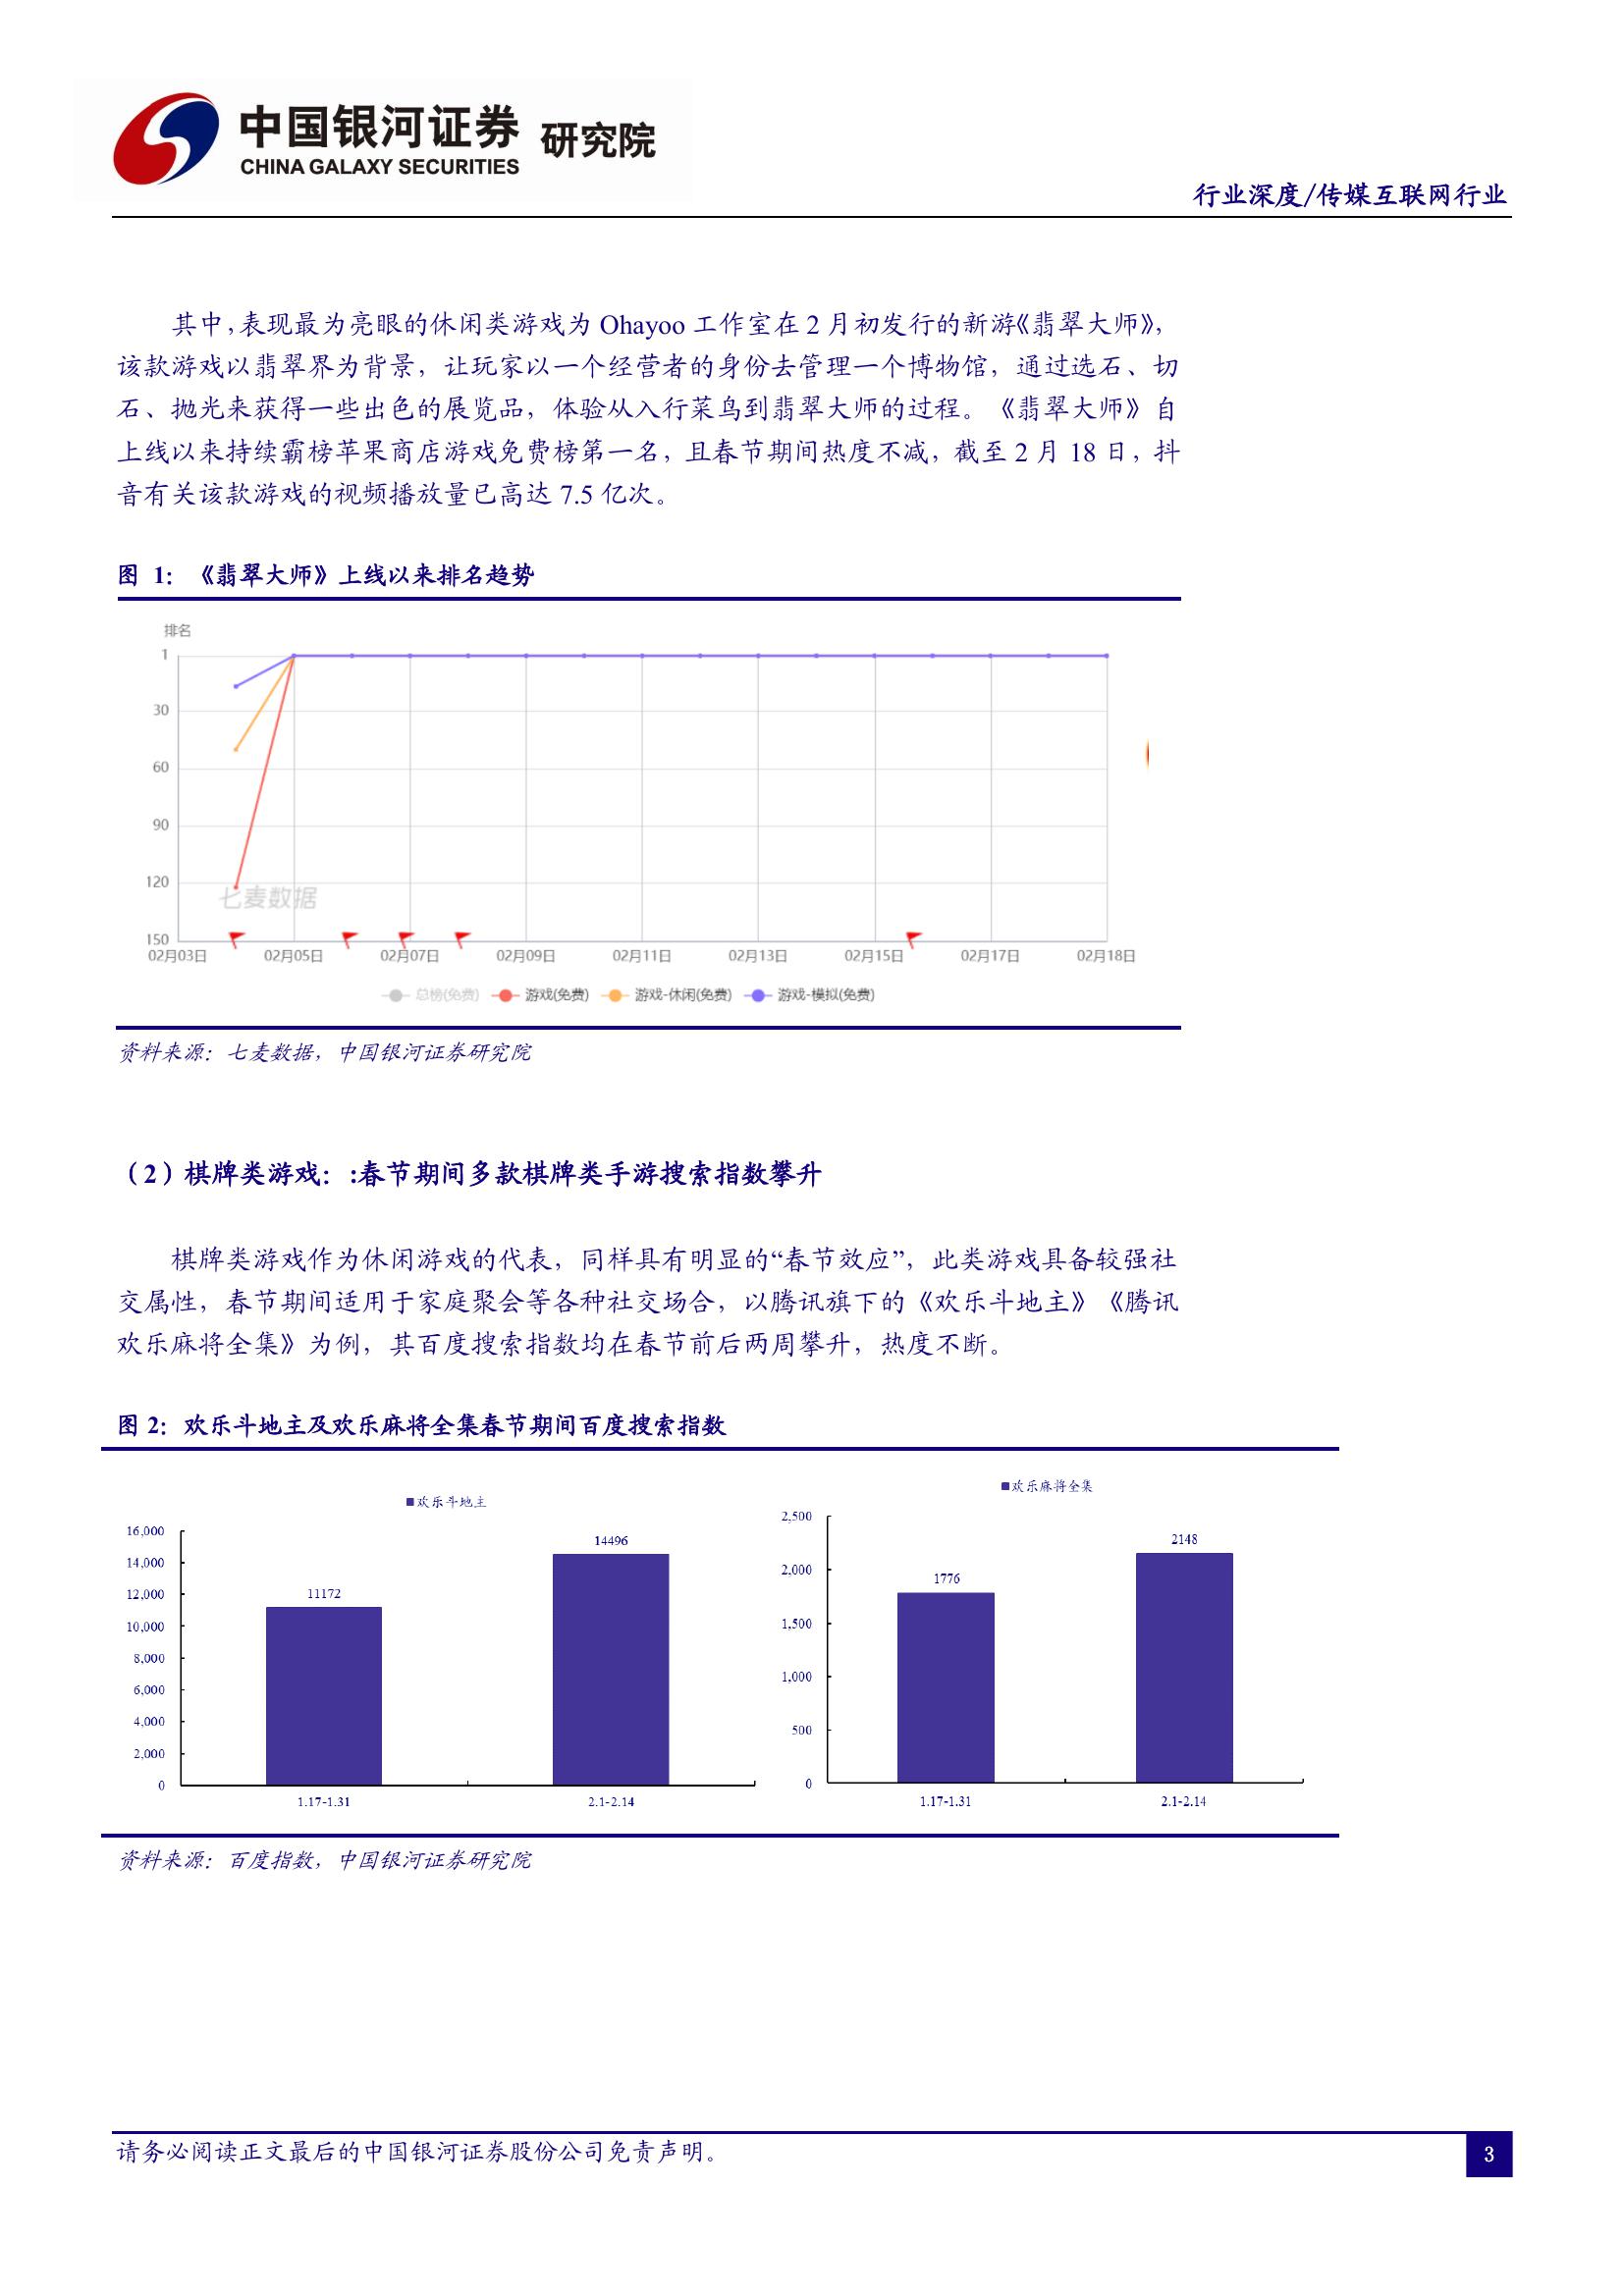 中国银河证券 研究院
CHINA GALAXY SECURITIES
行业深度/传媒互联网行业
其中，表现最为亮眼的休闲类游戏为 Ohayoo 工作室在 2 月初发行的新游《翡翠大师》，
该款游戏以翡翠界为背景，让玩家以一个经营者的身份去管理一个博物馆，通过选石、切
石、抛光来获得一些出色的展览品，体验从入行菜鸟到翡翠大师的过程。《翡翠大师》自
上线以来持续霸榜苹果商店游戏免费榜第一名，且春节期间热度不减，截至 2 月 18 日，抖
音有关该款游戏的视频播放量已高达 7.5 亿次。
图 1：《翡翠大师》上线以来排名趋势
排名
1
30
60
90
120
150
七麦数据
02月03日 02月05日 02月07日 02月09日 02月11日 02月13日 02月15日 02月17日 02月18日
总榜(免费) 游戏(免费) 游戏-休闲(免费) 游戏-模拟(免费)
资料来源：七麦数据，中国银河证券研究院
（2）棋牌类游戏：:春节期间多款棋牌类手游搜索指数攀升
棋牌类游戏作为休闲游戏的代表，同样具有明显的“春节效应”，此类游戏具备较强社
交属性，春节期间适用于家庭聚会等各种社交场合，以腾讯旗下的《欢乐斗地主》《腾讯
欢乐麻将全集》为例，其百度搜索指数均在春节前后两周攀升，热度不断。
图 2：欢乐斗地主及欢乐麻将全集春节期间百度搜索指数
欢乐斗地主
16,000
14,000
12,000
10,000
8,000
6,000
4,000
2,000
0
11172
14496
1.17-1.31 2.1-2.14
欢乐麻将全集
2,500
2,000
1,500
1,000
500
0
1776
2148
1.17-1.31 2.1-2.14
资料来源：百度指数，中国银河证券研究院
请务必阅读正文最后的中国银河证券股份公司免责声明。
3